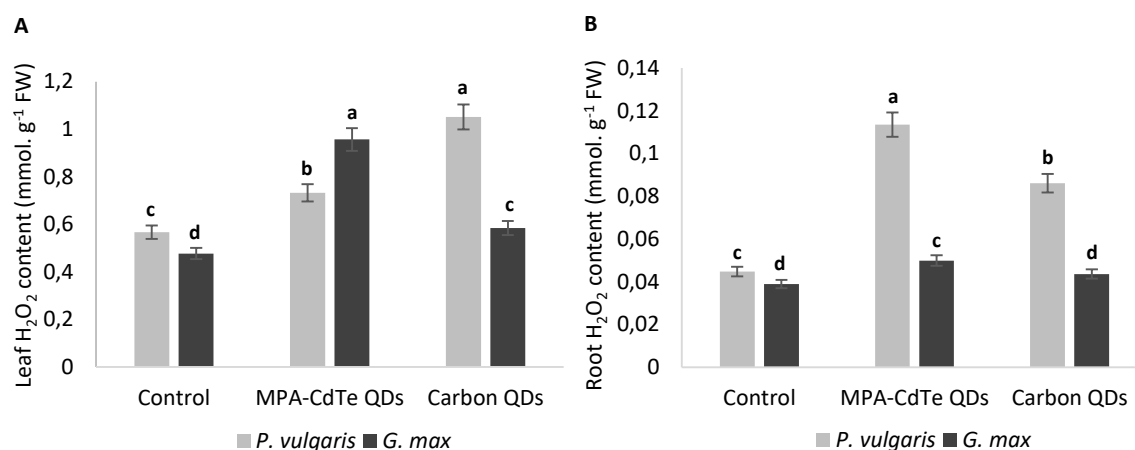 A
Leaf H₂O₂ content (mmol. g⁻¹ FW)
1,2
1
0,8
0,6
0,4
0,2
0
c
d
b
a
a
c
Control
MPA-CdTe QDs
Carbon QDs
P. vulgaris
G. max
B
Root H₂O₂ content (mmol. g⁻¹ FW)
0,14
0,12
0,1
0,08
0,06
0,04
0,02
0
c
d
a
c
b
d
Control
MPA-CdTe QDs
Carbon QDs
P. vulgaris
G. max